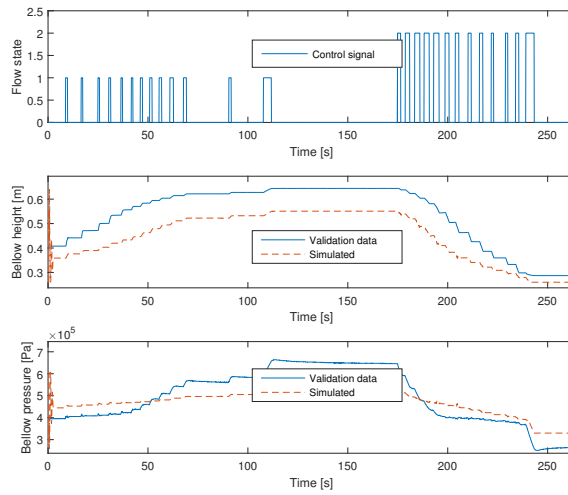 2.5
2
1.5
1
0.5
0
Flow state
Control signal
0 50 100 150 200 250
Time [s]
0.6
0.5
0.4
0.3
Bellow height [m]
Validation data
Simulated
0 50 100 150 200 250
Time [s]
×10⁵
7
6
5
4
3
Bellow pressure [Pa]
Validation data
Simulated
0 50 100 150 200 250
Time [s]